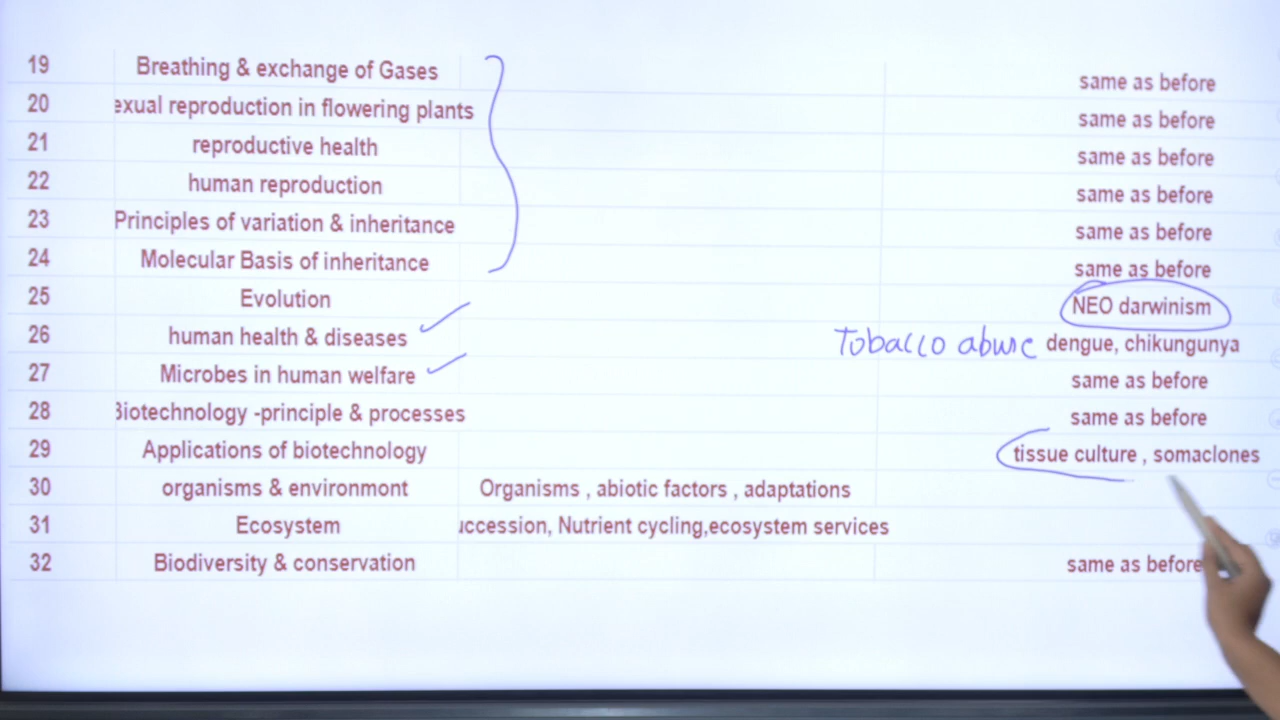 19 Breathing & exchange of Gases same as before
20 exual reproduction in flowering plants same as before
21 reproductive health same as before
22 human reproduction same as before
23 Principles of variation & inheritance same as before
24 Molecular Basis of inheritance same as before
25 Evolution NEO darwinism
26 human health & diseases Tobacco abuse dengue, chikungunya
27 Microbes in human welfare same as before
28 Biotechnology -principle & processes same as before
29 Applications of biotechnology tissue culture , somaclones
30 organisms & environmont Organisms , abiotic factors , adaptations
31 Ecosystem uccession, Nutrient cycling,ecosystem services
32 Biodiversity & conservation same as before